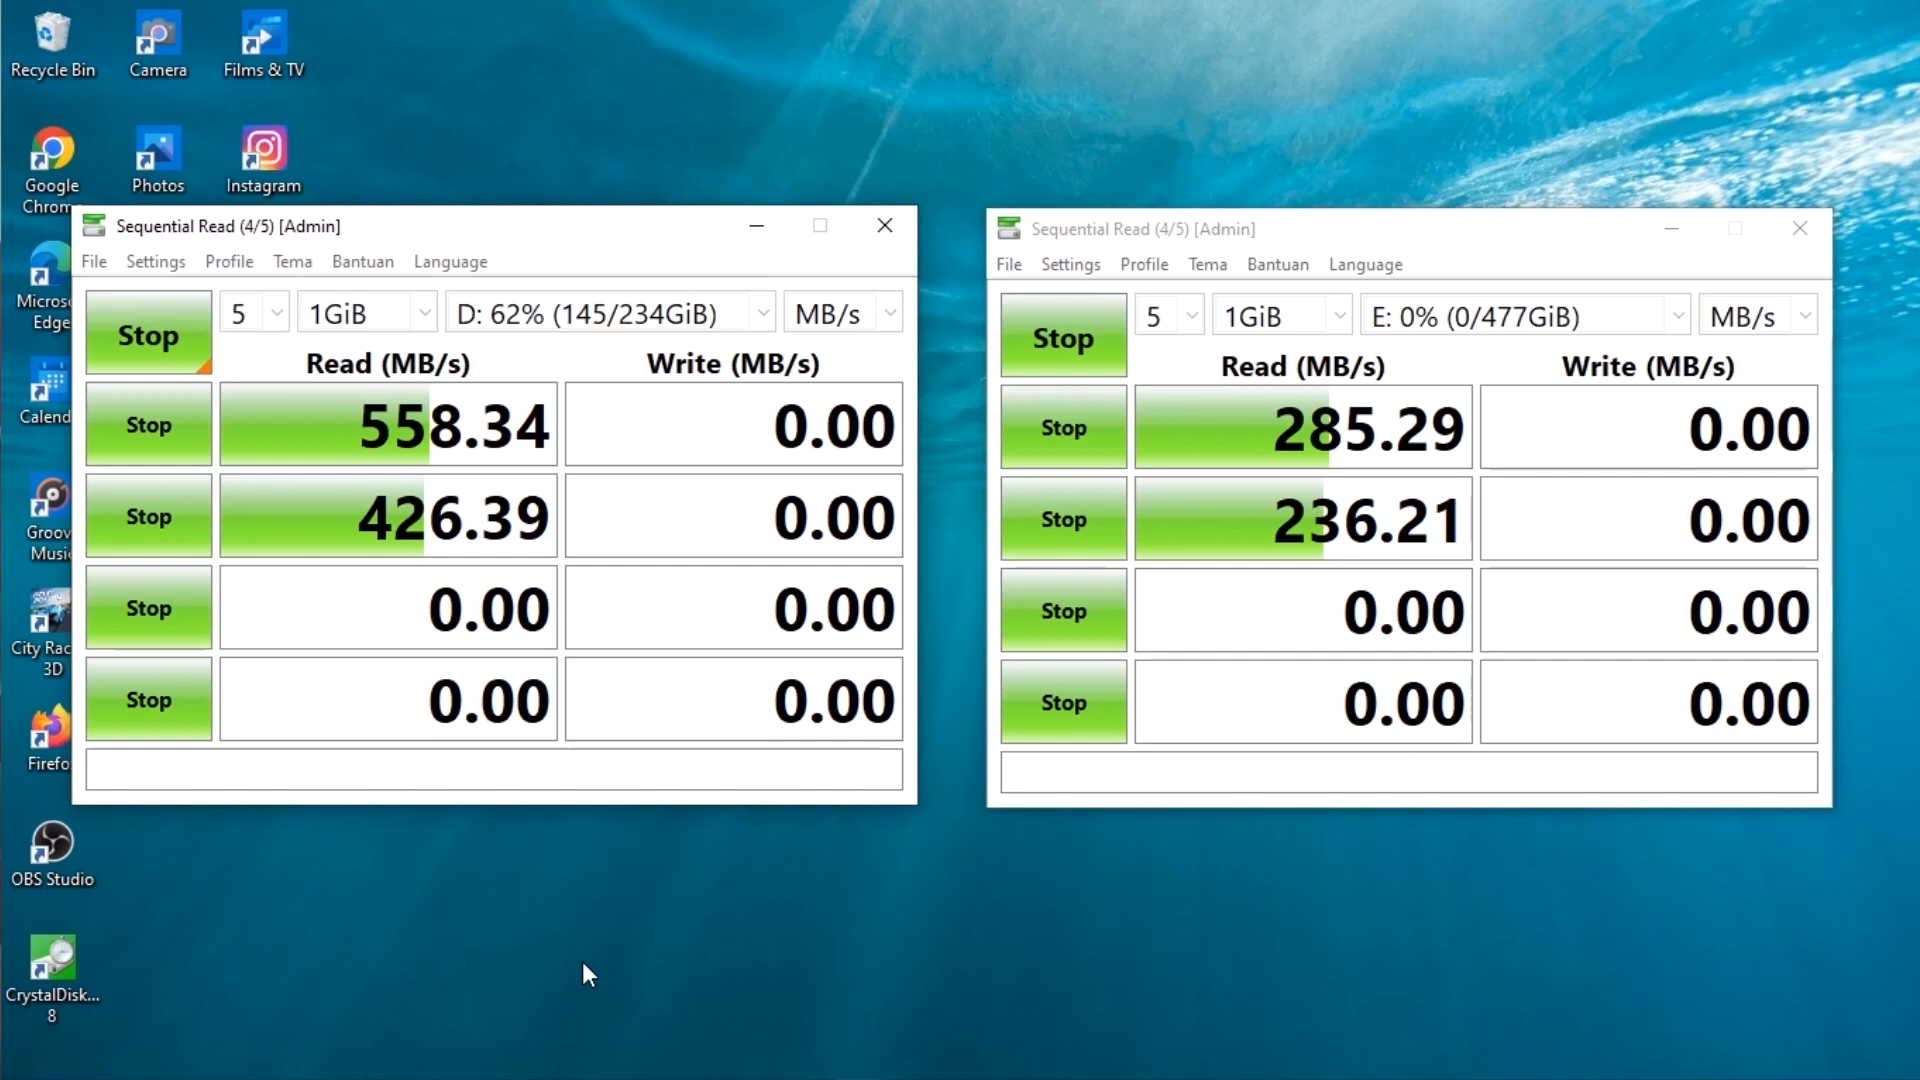 Recycle Bin
Camera
Films & TV
Google
Chrom
Photos
Instagram
Micros
Edge
Calend
Groov
Music
City Rac
3D
Firefo
OBS Studio
CrystalDisk...
8
Sequential Read (4/5) [Admin]
File Settings Profile Tema Bantuan Language
Stop 5 1GiB D: 62% (145/234GiB) MB/s
Read (MB/s) Write (MB/s)
Stop 558.34 0.00
Stop 426.39 0.00
Stop 0.00 0.00
Stop 0.00 0.00
Sequential Read (4/5) [Admin]
File Settings Profile Tema Bantuan Language
Stop 5 1GiB E: 0% (0/477GiB) MB/s
Read (MB/s) Write (MB/s)
Stop 285.29 0.00
Stop 236.21 0.00
Stop 0.00 0.00
Stop 0.00 0.00